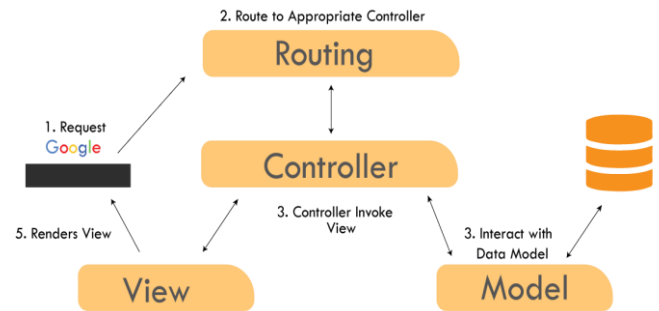 2. Route to Appropriate Controller
Routing
1. Request
Google
Controller
3. Controller Invoke
View
5. Renders View
3. Interact with
Data Model
View
Model